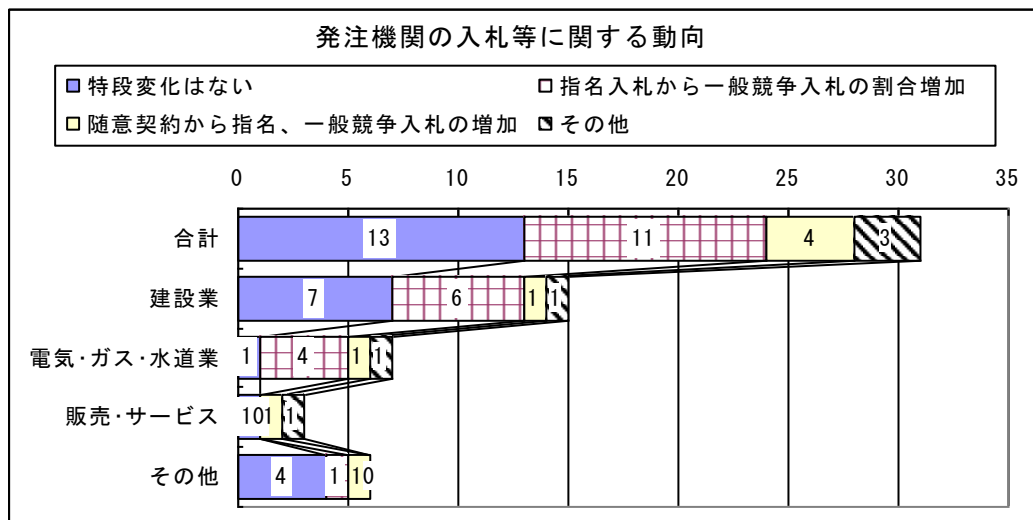 発注機関の入札等に関する動向
特段変化はない 指名入札から一般競争入札の割合増加
随意契約から指名、一般競争入札の増加 その他
0 5 10 15 20 25 30 35
合計 13 11 4 3
建設業 7 6 1 1
電気・ガス・水道業 1 4 1 1
販売・サービス 1 0 1 1
その他 4 1 1 0